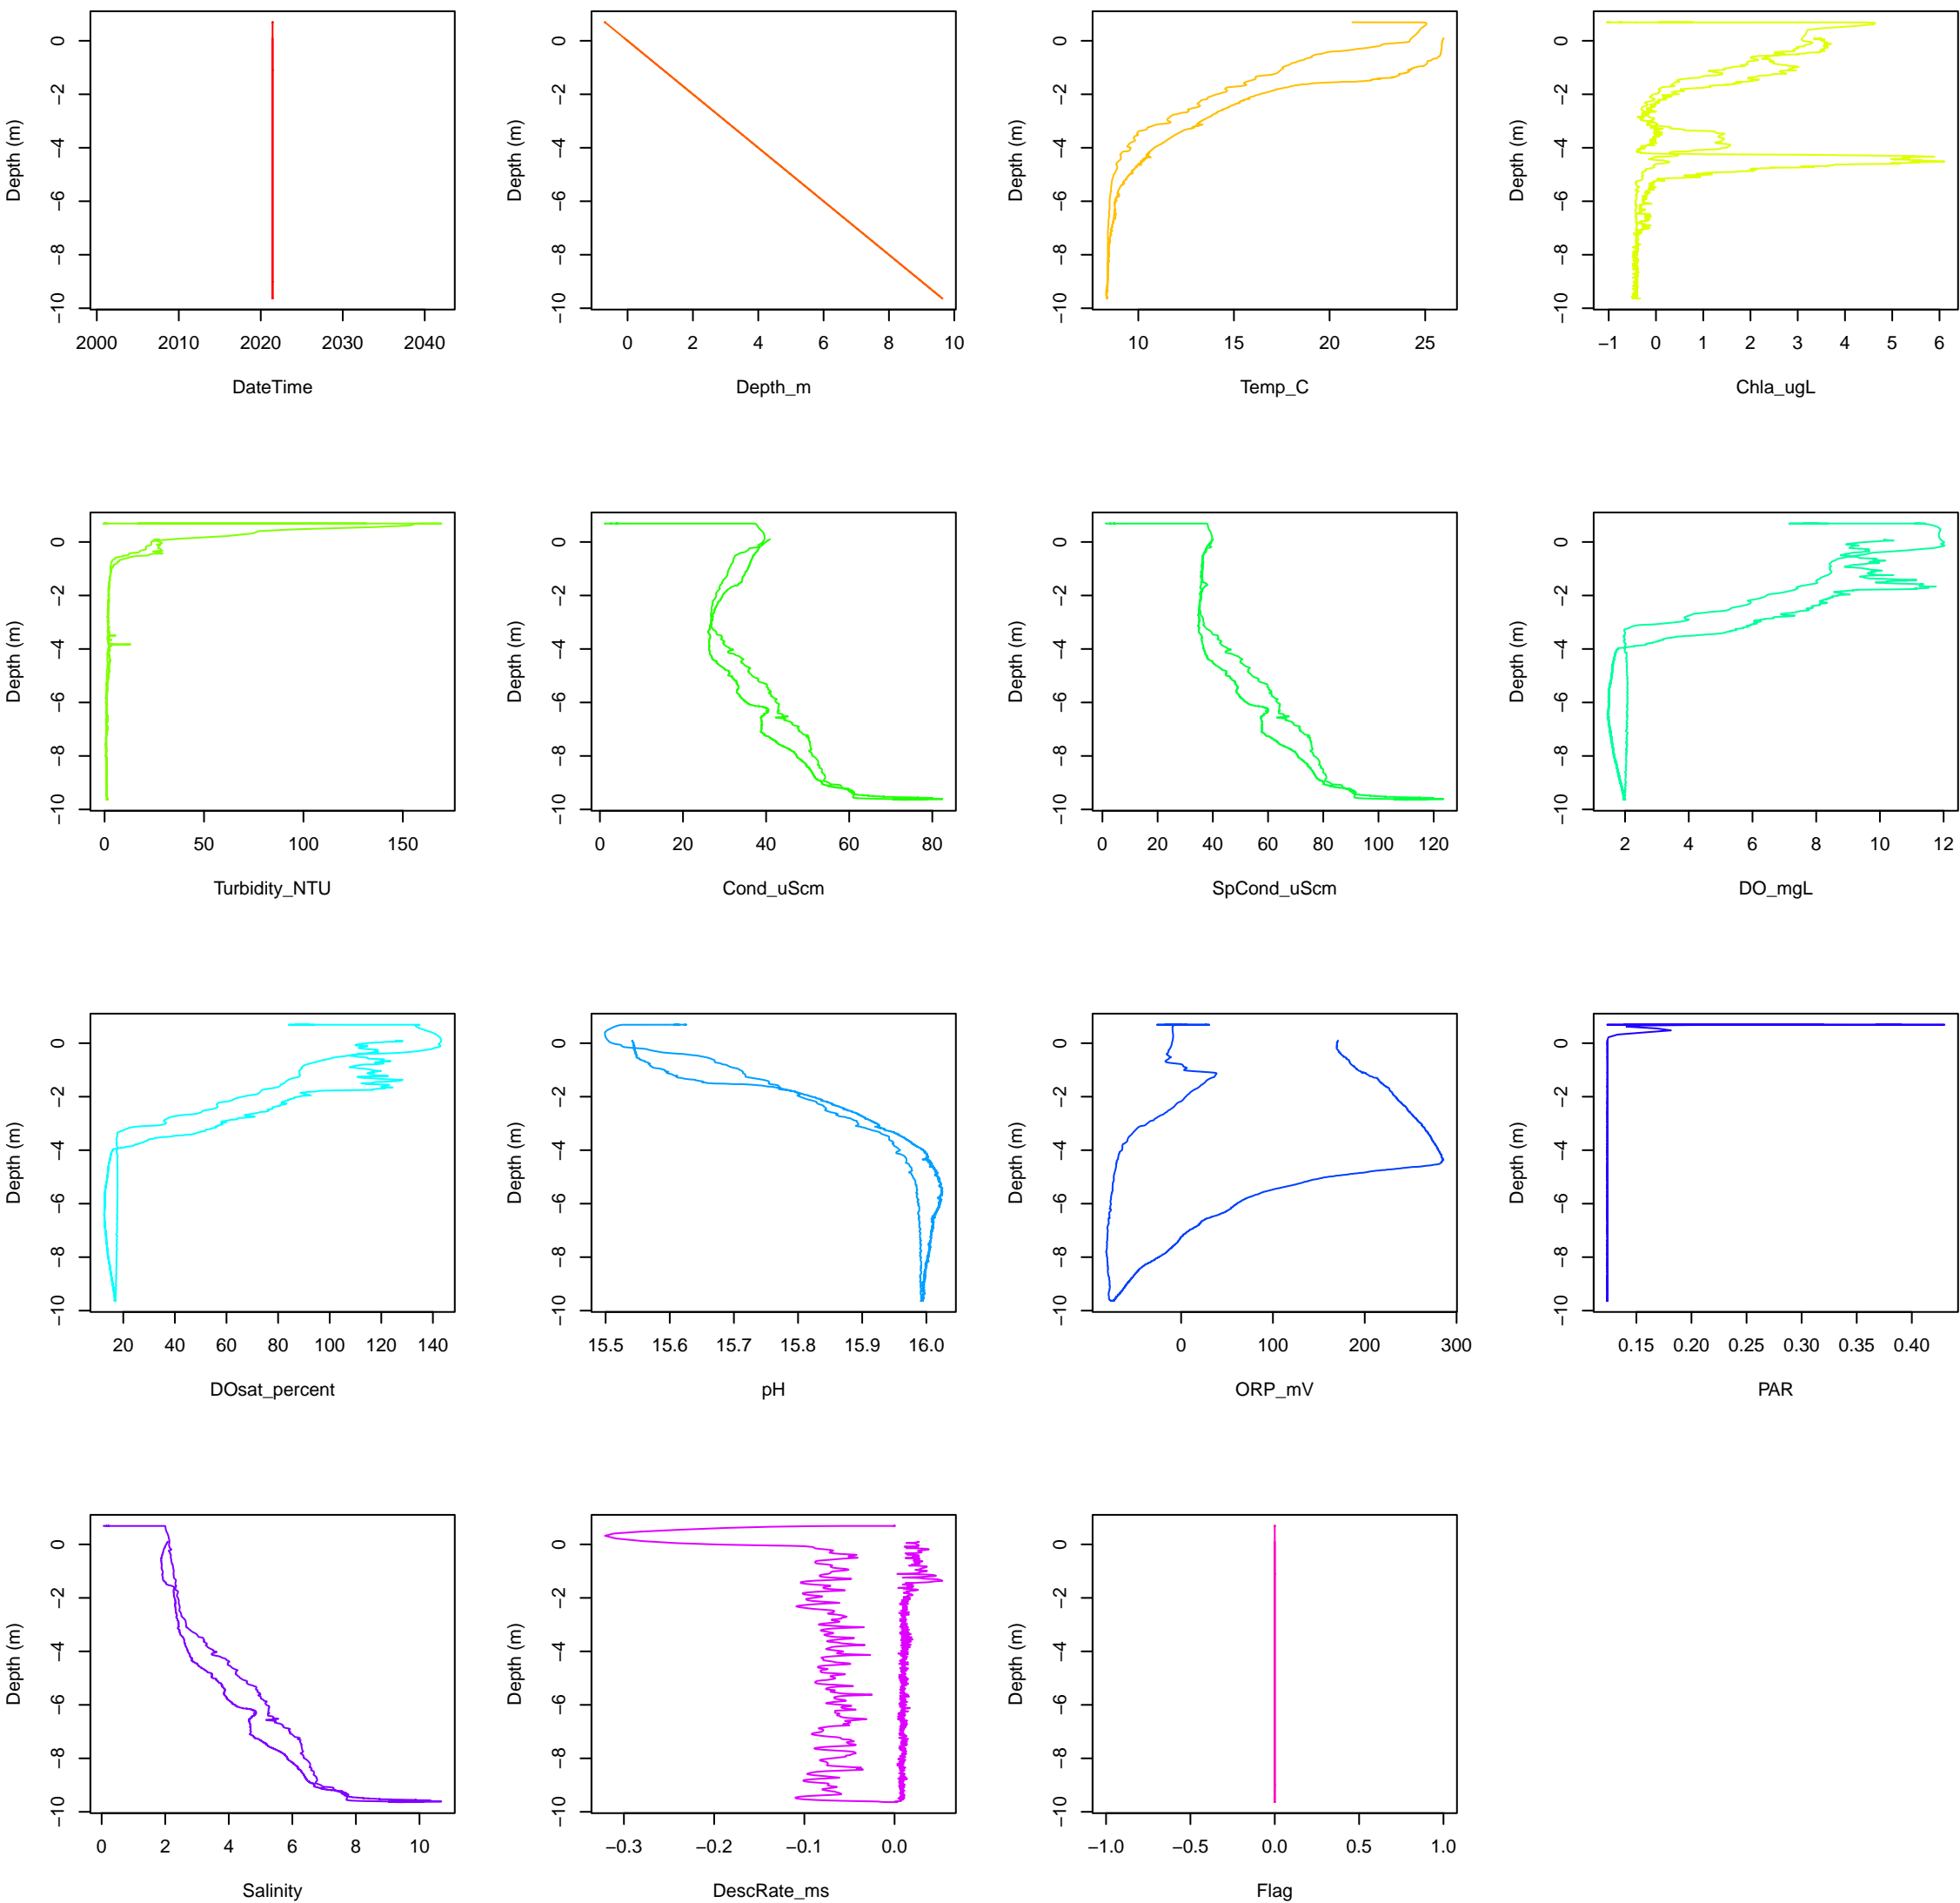 Depth (m)
0
−2
−4
−6
−8
−10
2000 2010 2020 2030 2040
DateTime
Depth (m)
0
−2
−4
−6
−8
−10
0 2 4 6 8 10
Depth_m
Depth (m)
0
−2
−4
−6
−8
−10
10 15 20 25
Temp_C
Depth (m)
0
−2
−4
−6
−8
−10
−1 0 1 2 3 4 5 6
Chla_ugL
Depth (m)
0
−2
−4
−6
−8
−10
0 50 100 150
Turbidity_NTU
Depth (m)
0
−2
−4
−6
−8
−10
0 20 40 60 80
Cond_uScm
Depth (m)
0
−2
−4
−6
−8
−10
0 20 40 60 80 100 120
SpCond_uScm
Depth (m)
0
−2
−4
−6
−8
−10
2 4 6 8 10 12
DO_mgL
Depth (m)
0
−2
−4
−6
−8
−10
20 40 60 80 100 120 140
DOsat_percent
Depth (m)
0
−2
−4
−6
−8
−10
15.5 15.6 15.7 15.8 15.9 16.0
pH
Depth (m)
0
−2
−4
−6
−8
−10
0 100 200 300
ORP_mV
Depth (m)
0
−2
−4
−6
−8
−10
0.15 0.20 0.25 0.30 0.35 0.40
PAR
Depth (m)
0
−2
−4
−6
−8
−10
0 2 4 6 8 10
Salinity
Depth (m)
0
−2
−4
−6
−8
−10
−0.3 −0.2 −0.1 0.0
DescRate_ms
Depth (m)
0
−2
−4
−6
−8
−10
−1.0 −0.5 0.0 0.5 1.0
Flag